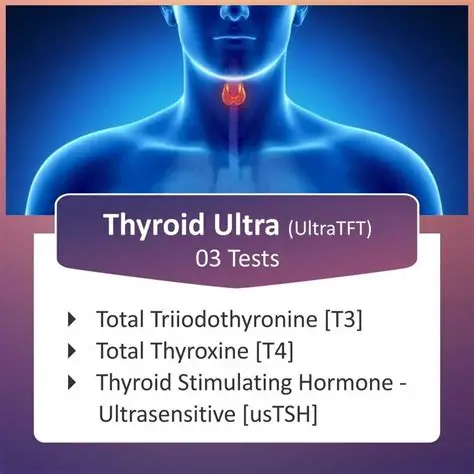 Thyroid Ultra (UltraTFT)
03 Tests
Total Triiodothyronine [T3]
Total Thyroxine [T4]
Thyroid Stimulating Hormone -
Ultrasensitive [usTSH]